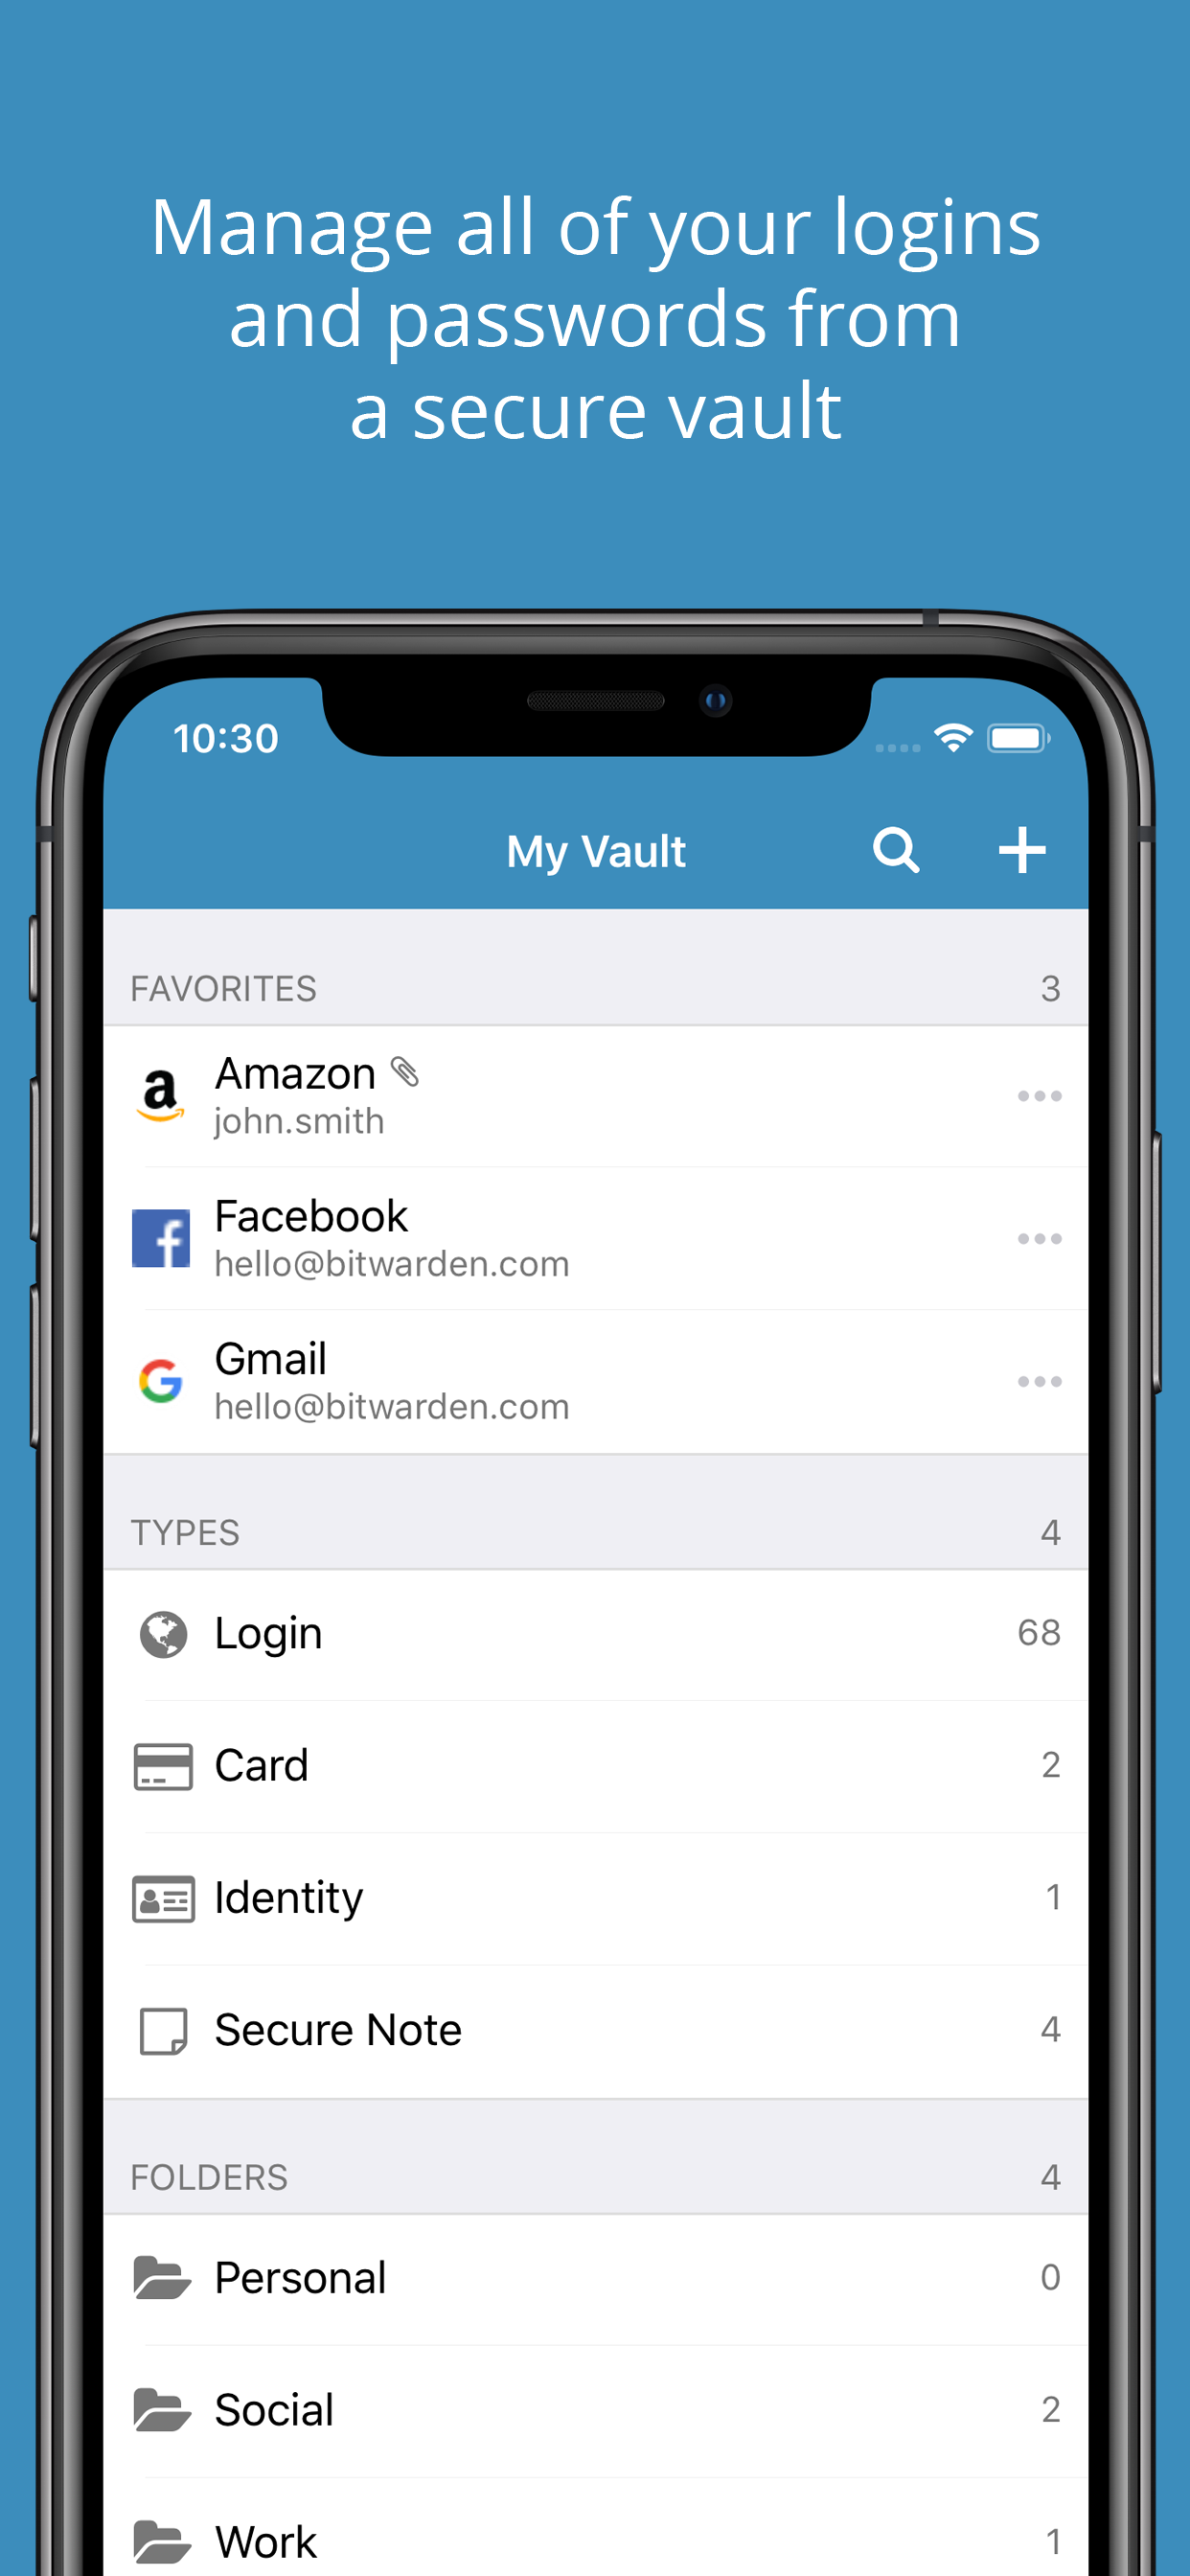 Manage all of your logins
and passwords from
a secure vault
10:30
My Vault
FAVORITES 3
Amazon
john.smith
Facebook
hello@bitwarden.com
Gmail
hello@bitwarden.com
TYPES 4
Login 68
Card 2
Identity 1
Secure Note 4
FOLDERS 4
Personal 0
Social 2
Work 1